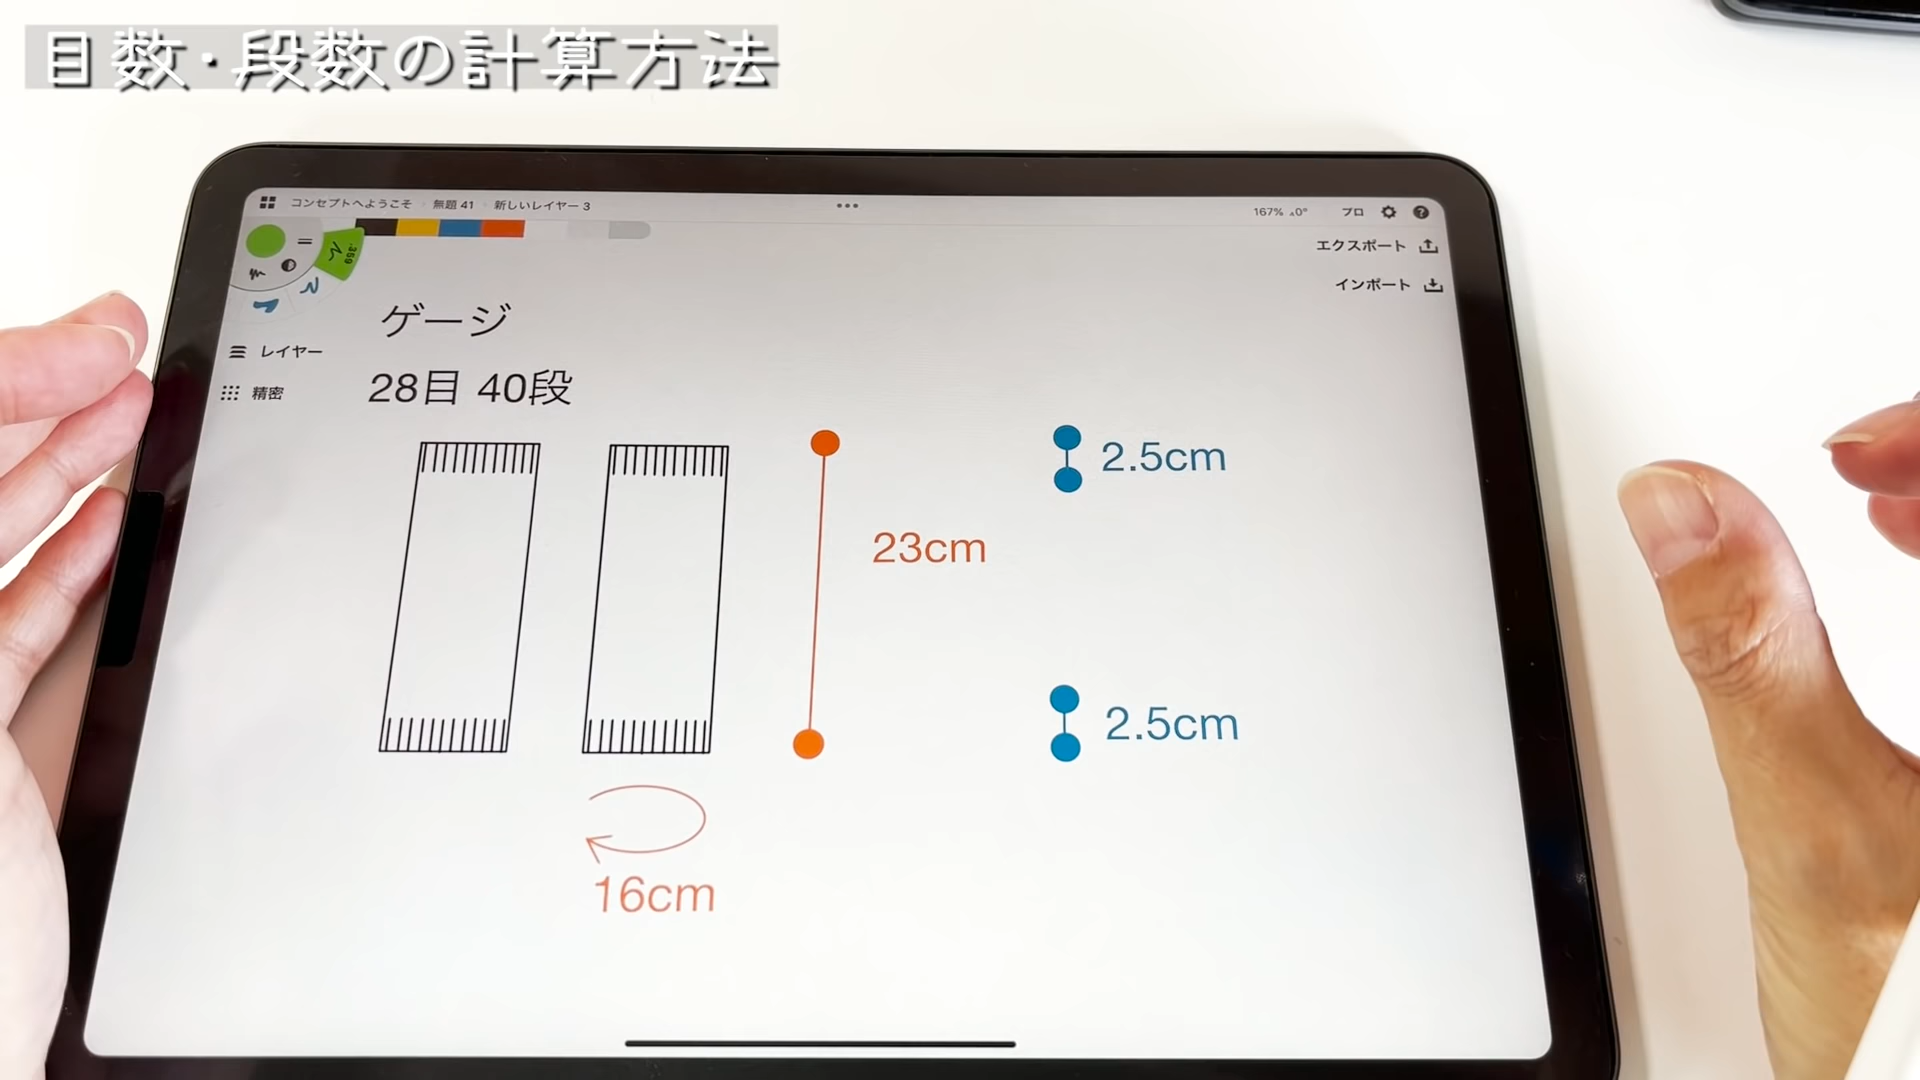 目数・段数の計算方法
コンセプトへようこそ 無題 41 新しいレイヤー 3
167% 0° プロ
エクスポート
インポート
.369
レイヤー
精密
ゲージ
28目 40段
2.5cm
23cm
2.5cm
16cm